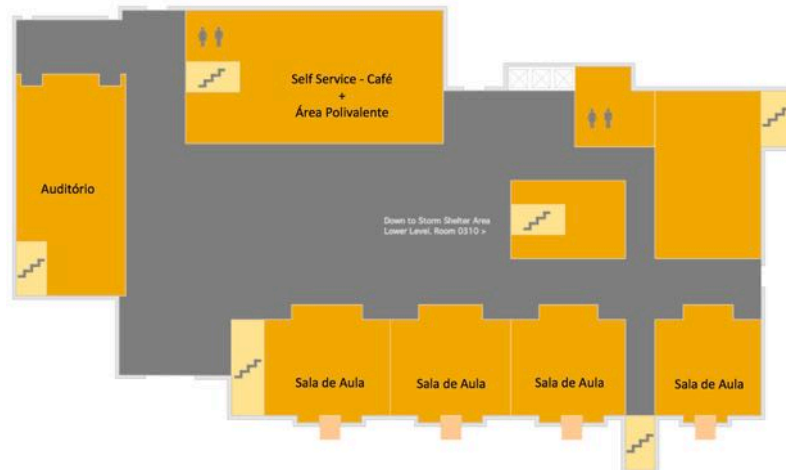 Self Service - Café
+
Área Polivalente
Auditório
Down to Storm Shelter Area
Lower Level, Room 0310 >
Sala de Aula
Sala de Aula
Sala de Aula
Sala de Aula